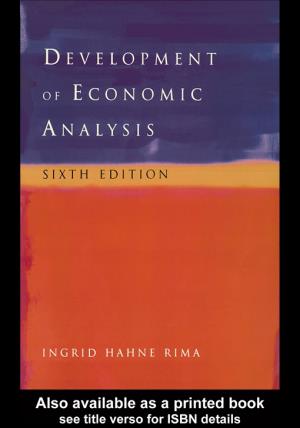 DEVELOPMENT
OF ECONOMIC
ANALYSIS
SIXTH EDITION
INGRID HAHNE RIMA
Also available as a printed book
see title verso for ISBN details